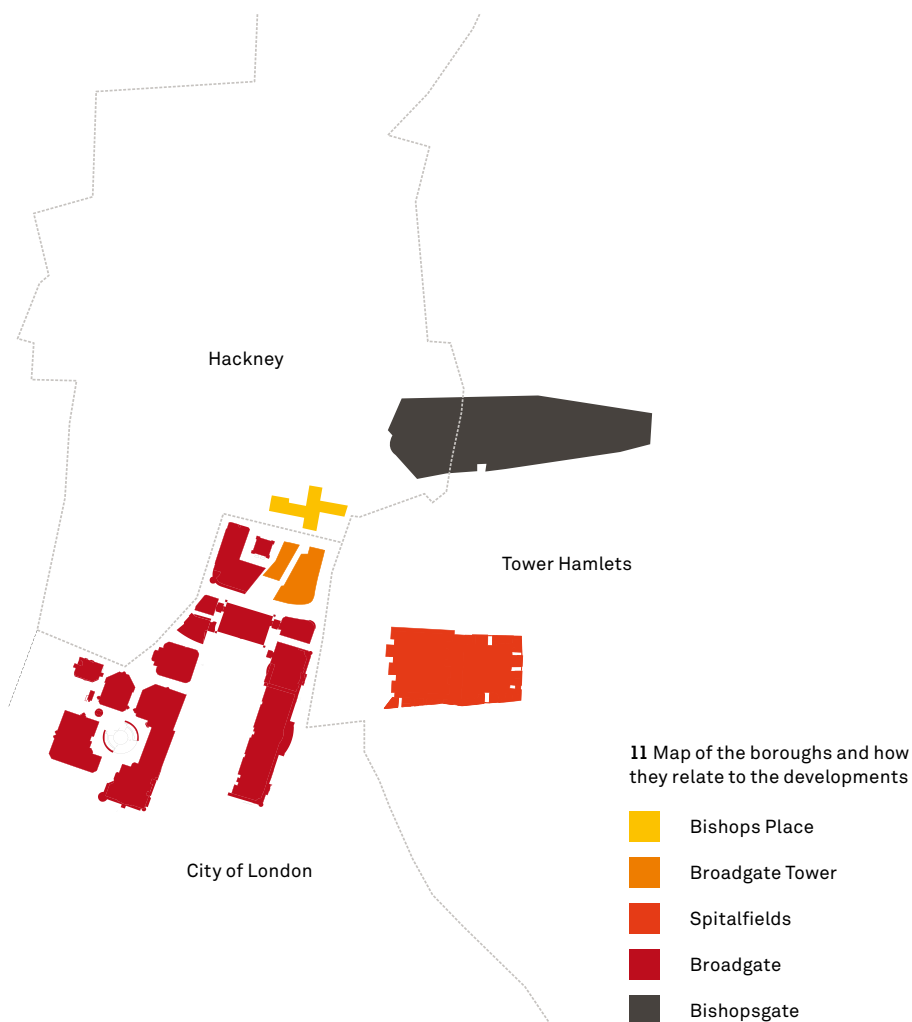 Hackney
Tower Hamlets
11 Map of the boroughs and how
they relate to the developments
Bishops Place
City of London
Broadgate Tower
Spitalfields
Broadgate
Bishopsgate